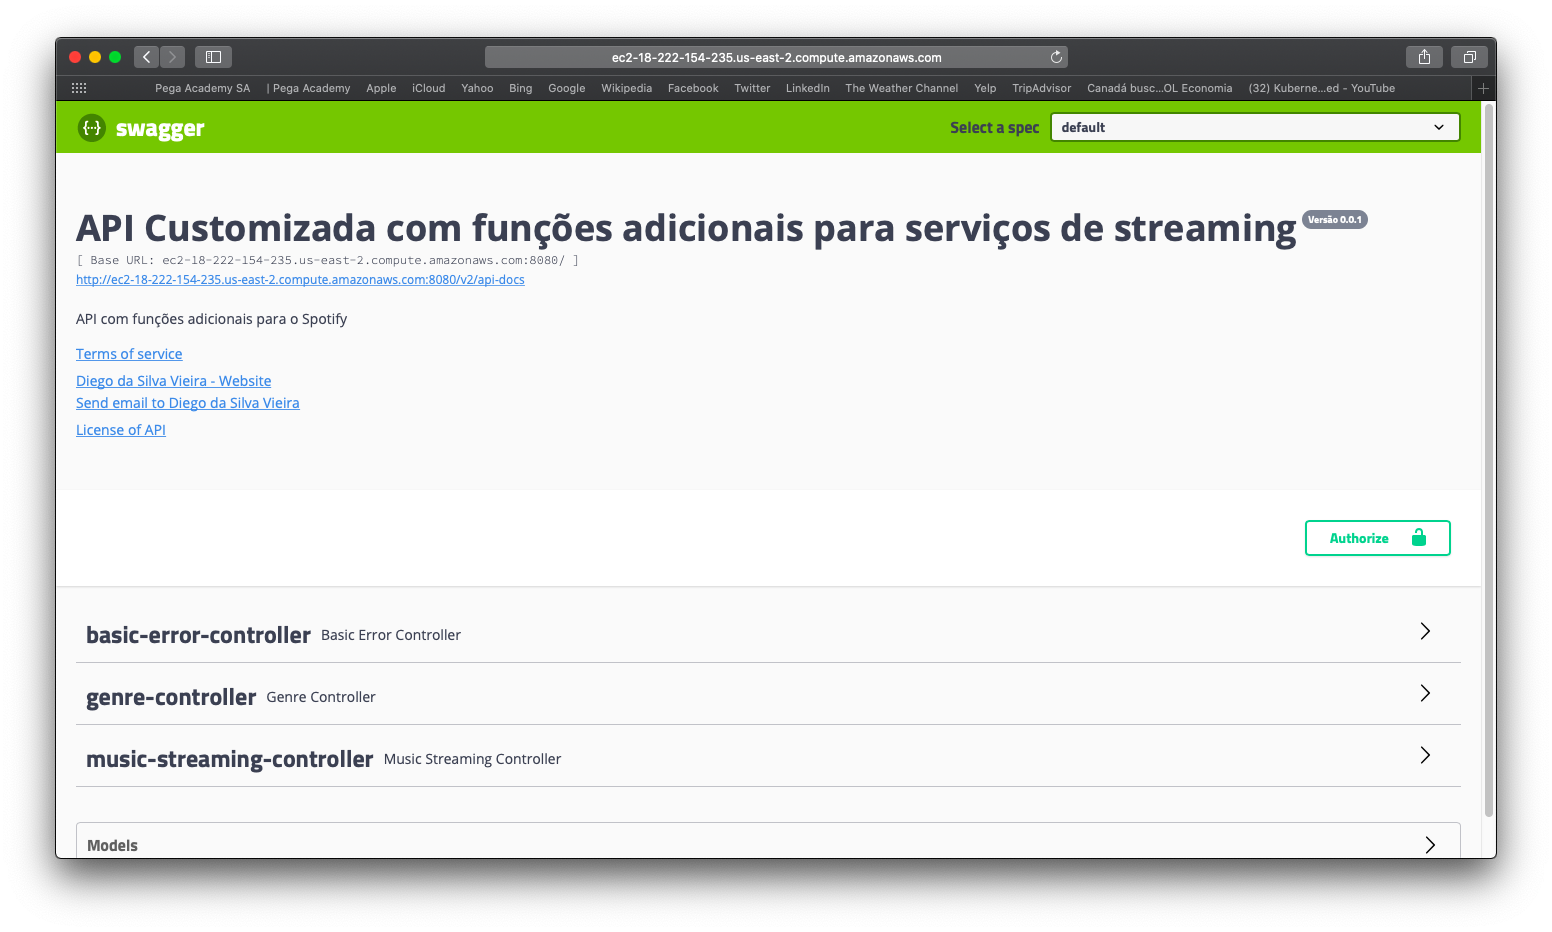 ec2-18-222-154-235.us-east-2.compute.amazonaws.com
Pega Academy SA | Pega Academy Apple iCloud Yahoo Bing Google Wikipedia Facebook Twitter LinkedIn The Weather Channel Yelp TripAdvisor Canadá busc...OL Economia (32) Kuberne...ed - YouTube
{···} swagger Select a spec default
API Customizada com funções adicionais para serviços de streaming Versão 0.0.1
[ Base URL: ec2-18-222-154-235.us-east-2.compute.amazonaws.com:8080/ ]
http://ec2-18-222-154-235.us-east-2.compute.amazonaws.com:8080/v2/api-docs
API com funções adicionais para o Spotify
Terms of service
Diego da Silva Vieira - Website
Send email to Diego da Silva Vieira
License of API
Authorize
basic-error-controller Basic Error Controller
genre-controller Genre Controller
music-streaming-controller Music Streaming Controller
Models